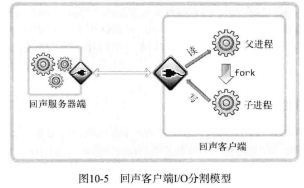 读
父进程
fork
写
子进程
回声服务器端
回声客户端
图10-5 回声客户端I/O分割模型